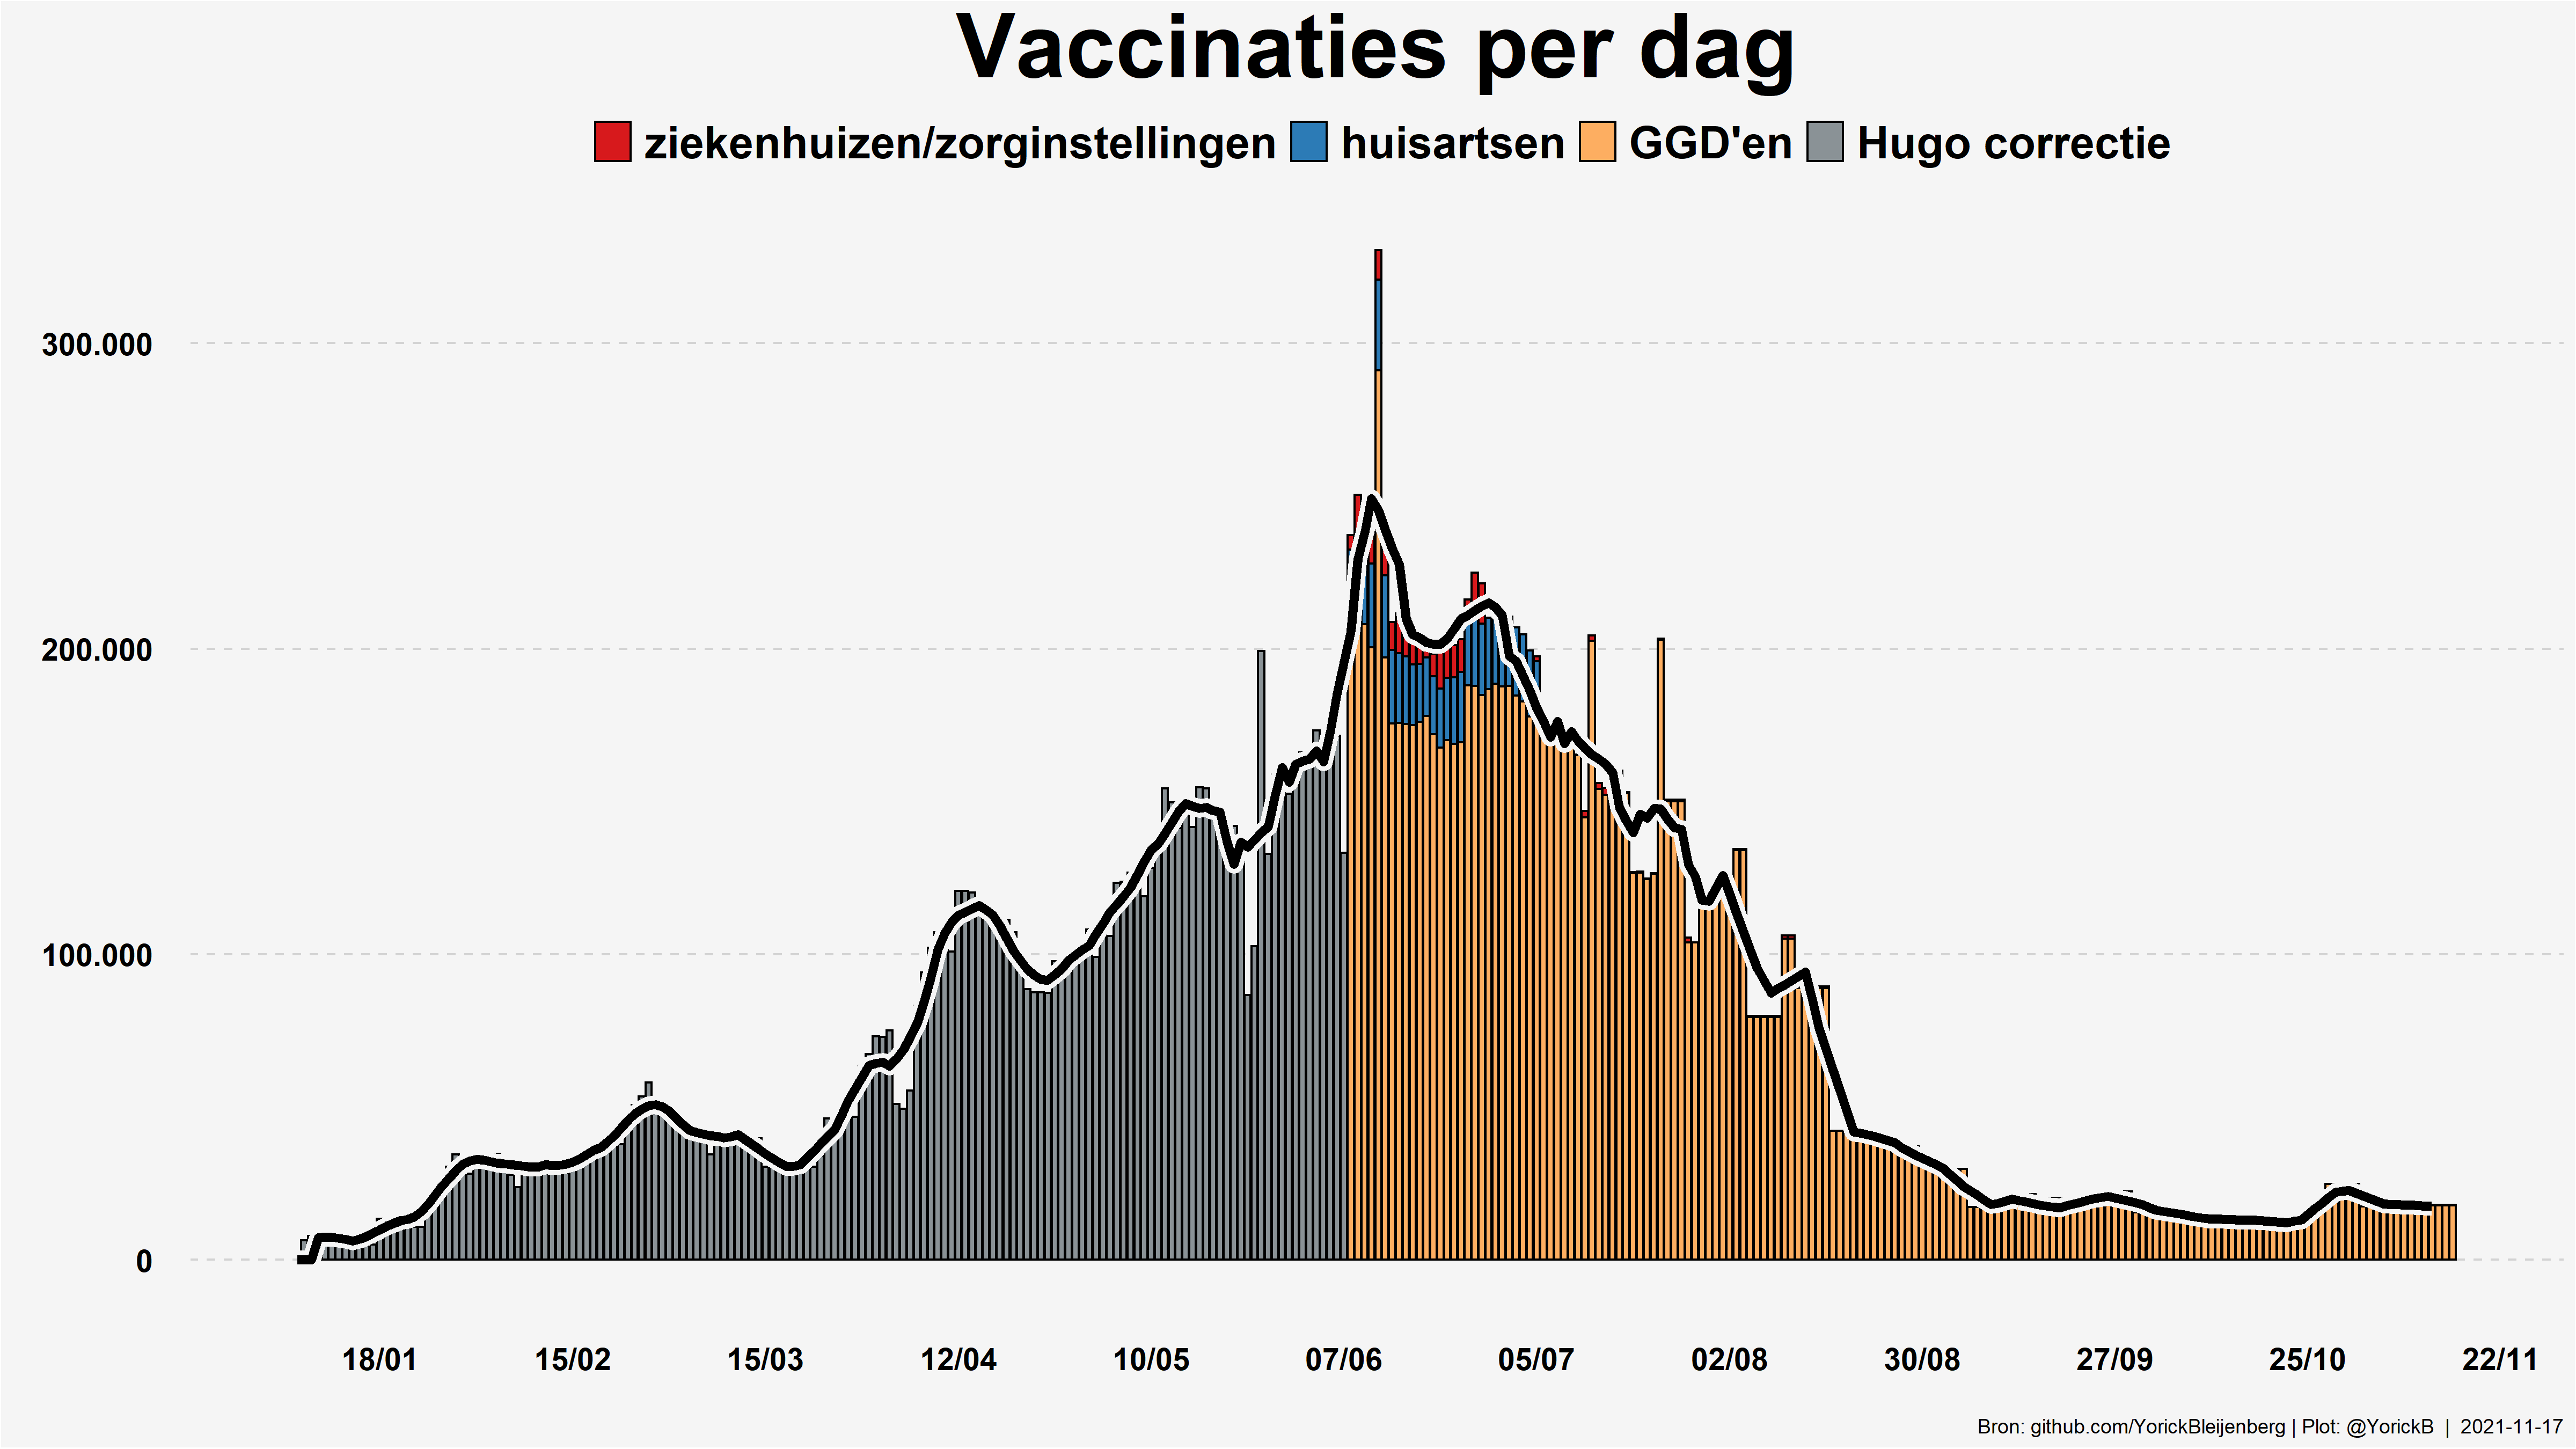 Vaccinaties per dag
ziekenhuizen/zorginstellingen huisartsen GGD'en Hugo correctie
300.000
200.000
100.000
0
18/01 15/02 15/03 12/04 10/05 07/06 05/07 02/08 30/08 27/09 25/10 22/11
Bron: github.com/YorickBleijenberg | Plot: @YorickB | 2021-11-17